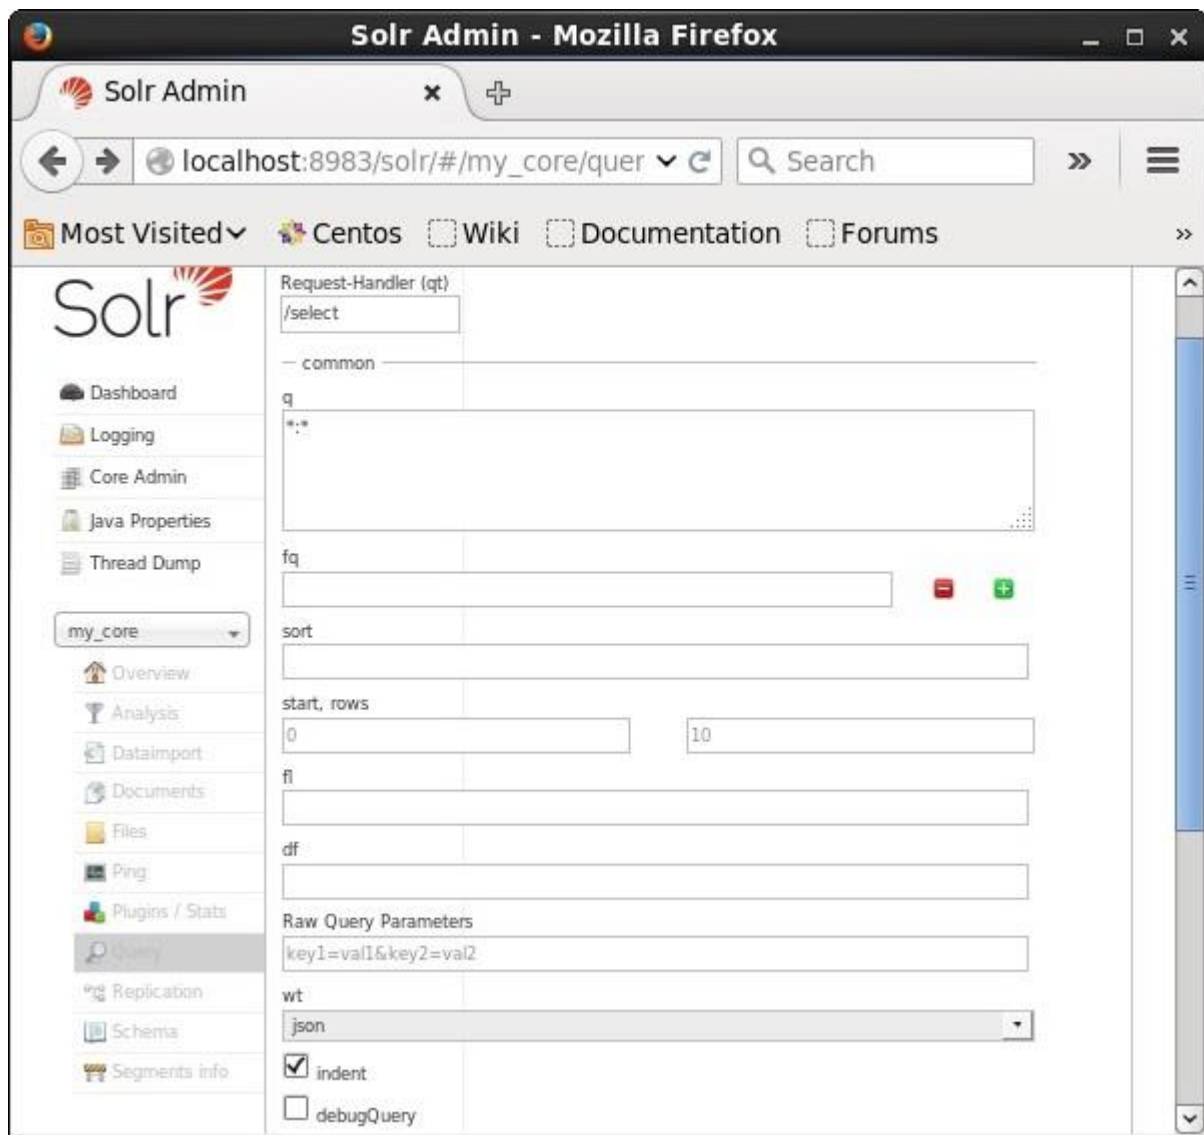 Solr Admin - Mozilla Firefox
Solr Admin
localhost:8983/solr/#/my_core/quer
Search
Most Visited
Centos
Wiki
Documentation
Forums
Solr
Dashboard
Logging
Core Admin
Java Properties
Thread Dump
my_core
Overview
Analysis
Dataimport
Documents
Files
Ping
Plugins / Stats
Query
Replication
Schema
Segments info
Request-Handler (qt)
/select
common
q
*:*
fq
sort
start, rows
0
10
fl
df
Raw Query Parameters
key1=val1&key2=val2
wt
json
indent
debugQuery